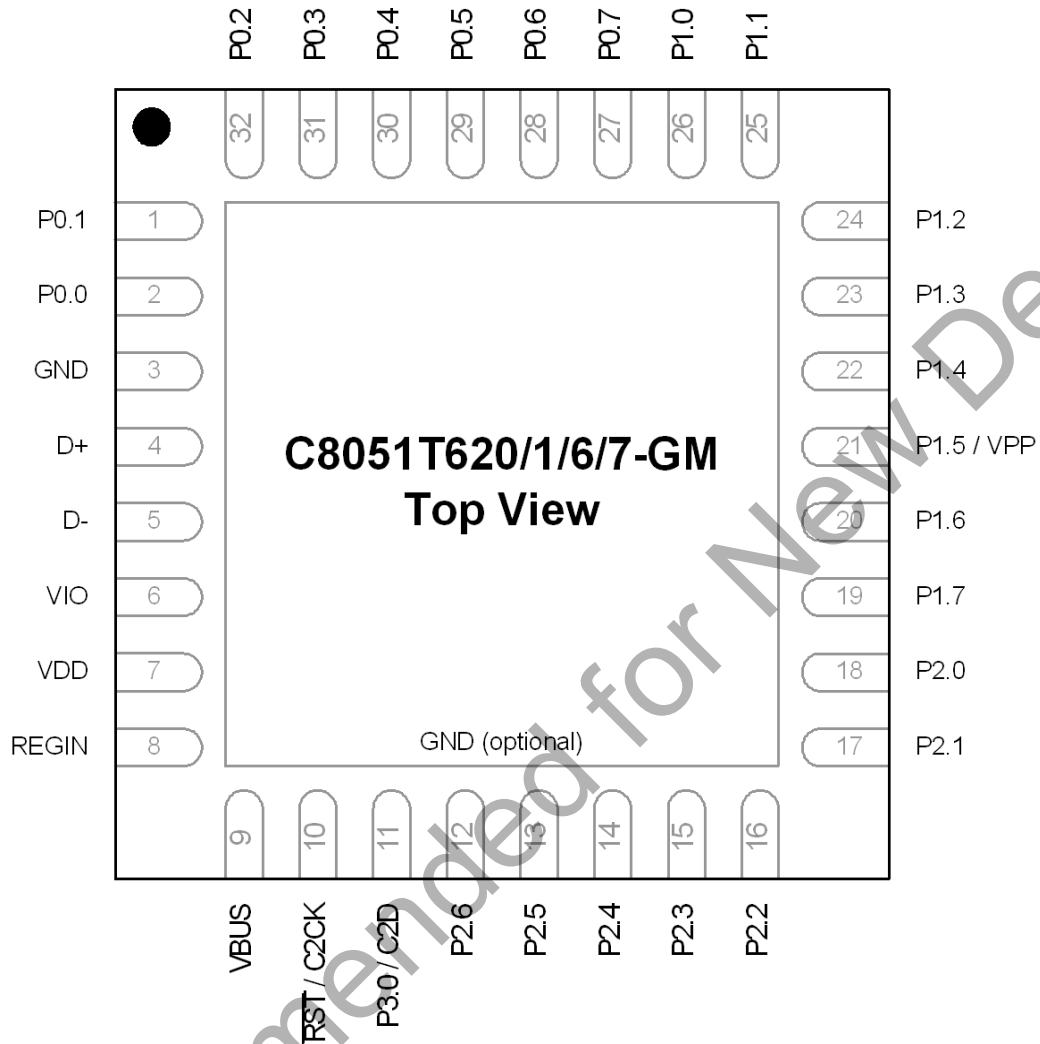 P0.2
P0.3
P0.4
P0.5
P0.6
P0.7
P1.0
P1.1
32
31
30
29
28
27
26
25
P0.1
1
P0.0
2
GND
3
D+
4
D-
5
VIO
6
VDD
7
REGIN
8
24
P1.2
23
P1.3
22
P1.4
21
P1.5 / VPP
20
P1.6
19
P1.7
18
P2.0
17
P2.1
C8051T620/1/6/7-GM
Top View
GND (optional)
9
10
11
12
13
14
15
16
VBUS
RST / C2CK
P3.0 / C2D
P2.6
P2.5
P2.4
P2.3
P2.2
mended for New De